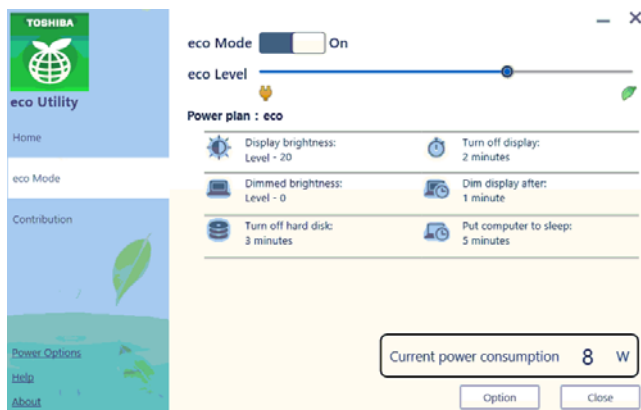 TOSHIBA
eco Utility
Home
eco Mode
Contribution
Power Options
Help
About
eco Mode On
eco Level
Power plan : eco
Display brightness:
Level - 20
Turn off display:
2 minutes
Dimmed brightness:
Level - 0
Dim display after:
1 minute
Turn off hard disk:
3 minutes
Put computer to sleep:
5 minutes
Current power consumption 8 W
Option Close